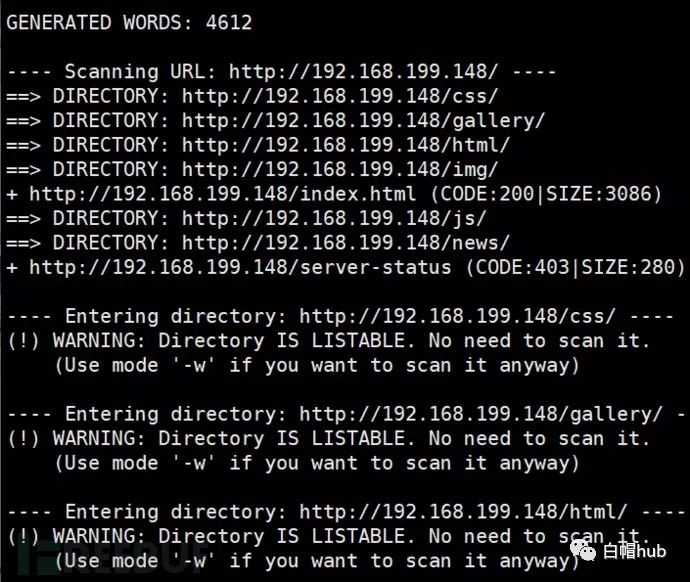 GENERATED WORDS: 4612
---- Scanning URL: http://192.168.199.148/ ----
==> DIRECTORY: http://192.168.199.148/css/
==> DIRECTORY: http://192.168.199.148/gallery/
==> DIRECTORY: http://192.168.199.148/html/
==> DIRECTORY: http://192.168.199.148/img/
+ http://192.168.199.148/index.html (CODE:200|SIZE:3086)
==> DIRECTORY: http://192.168.199.148/js/
==> DIRECTORY: http://192.168.199.148/news/
+ http://192.168.199.148/server-status (CODE:403|SIZE:280)
---- Entering directory: http://192.168.199.148/css/ ----
(!) WARNING: Directory IS LISTABLE. No need to scan it.
    (Use mode '-w' if you want to scan it anyway)
---- Entering directory: http://192.168.199.148/gallery/ -
(!) WARNING: Directory IS LISTABLE. No need to scan it.
    (Use mode '-w' if you want to scan it anyway)
---- Entering directory: http://192.168.199.148/html/ ----
(!) WARNING: Directory IS LISTABLE. No need to scan it.
    (Use mode '-w' if you want to scan it anyway)
REEBUF
白帽hub